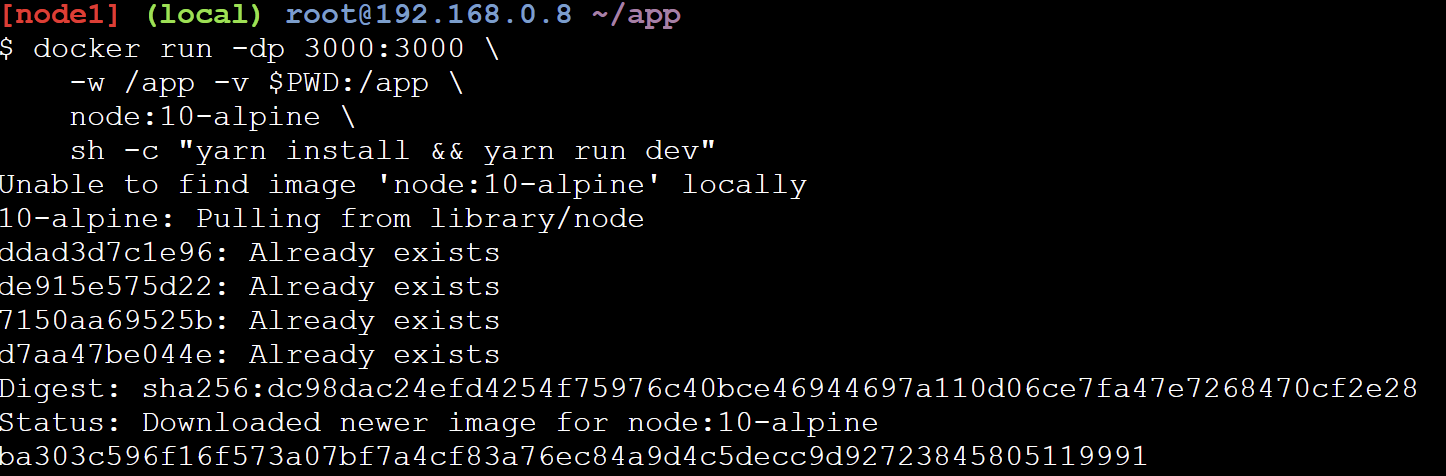 [node1] (local) root@192.168.0.8 ~/app
$ docker run -dp 3000:3000 \
    -w /app -v $PWD:/app \
    node:10-alpine \
    sh -c "yarn install && yarn run dev"
Unable to find image 'node:10-alpine' locally
10-alpine: Pulling from library/node
ddad3d7c1e96: Already exists
de915e575d22: Already exists
7150aa69525b: Already exists
d7aa47be044e: Already exists
Digest: sha256:dc98dac24efd4254f75976c40bce46944697a110d06ce7fa47e7268470cf2e28
Status: Downloaded newer image for node:10-alpine
ba303c596f16f573a07bf7a4cf83a76ec84a9d4c5decc9d92723845805119991